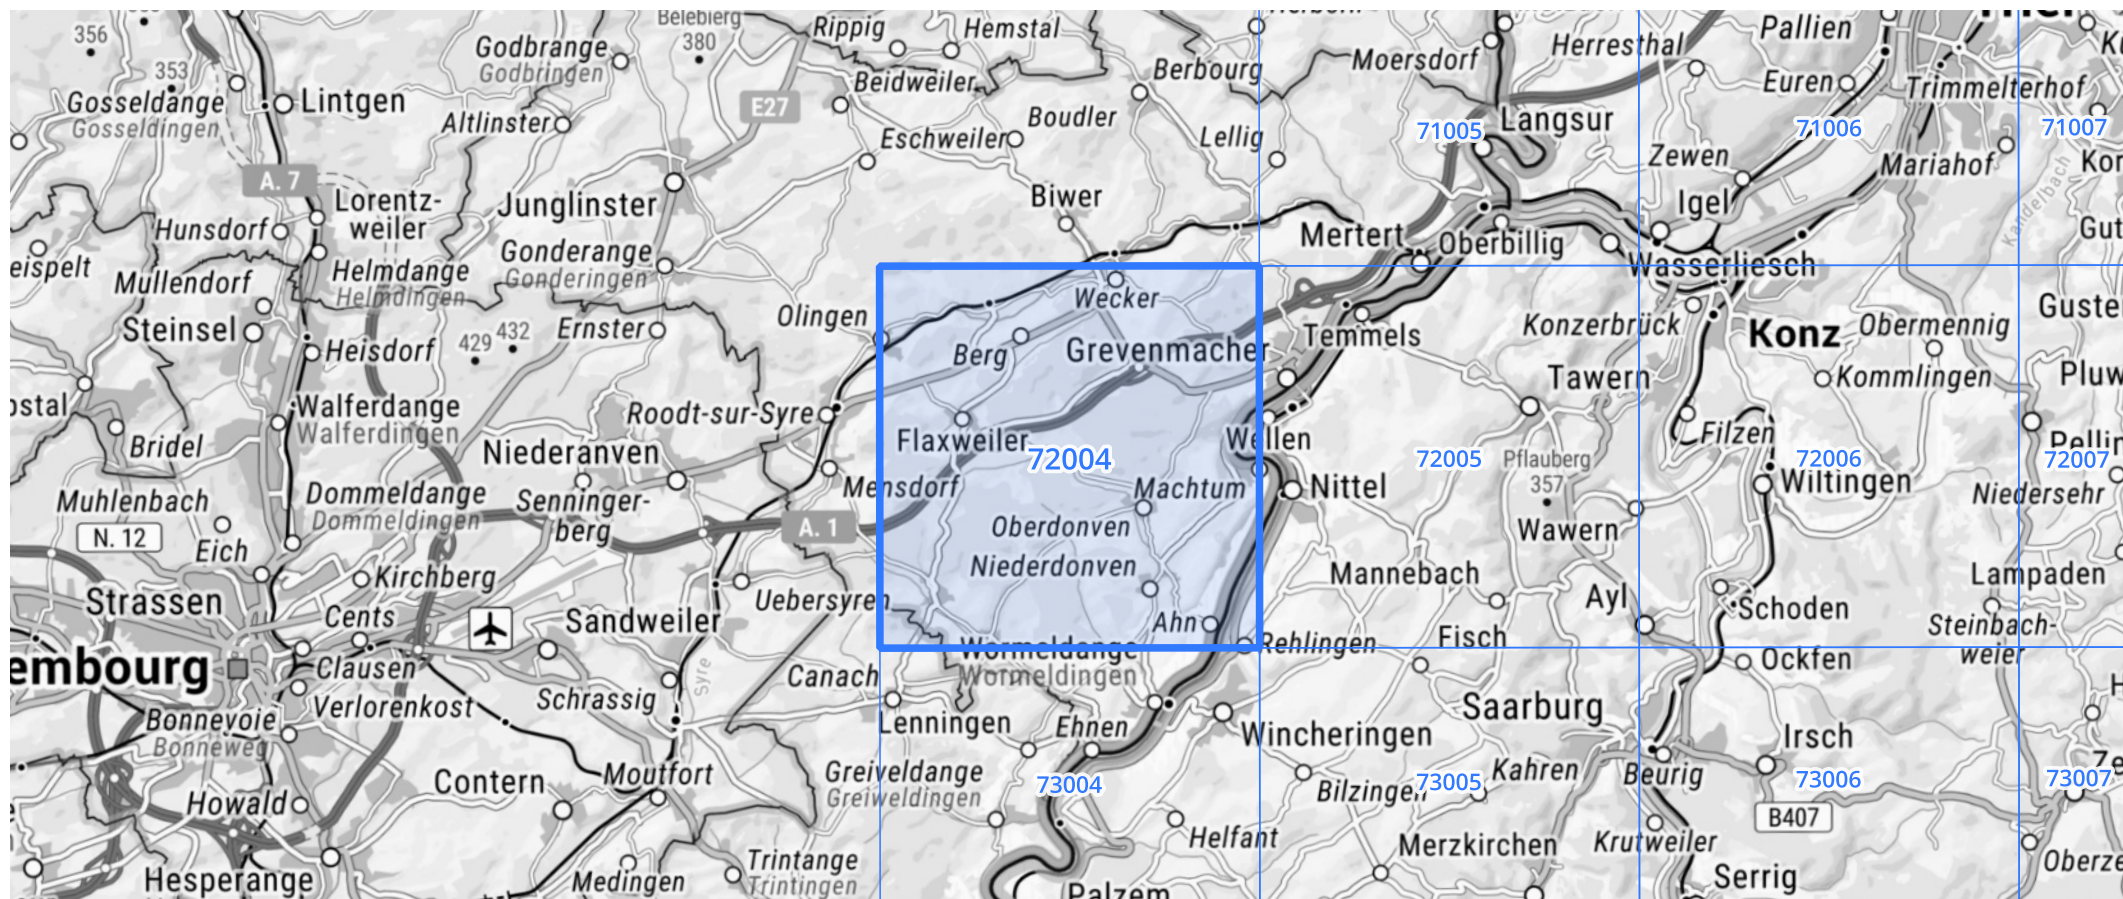 356
353
Gosseldange
Gosseldingen
Lintgen
Godbrange
Godbringen
Belebierg
380
Altlinster
E27
Rippig
Hemstal
Beidweiler
Boudler
Eschweiler
Berbourg
Lellig
Moersdorf
Herresthal
Pallien
Euren
Trimmelterhof
71005
Langsur
71006
71007
Zewen
Mariahof
Igel
Kanderlbach
A. 7
Lorentz-
weiler
Hunsdorf
Junglinster
Gonderange
Gonderingen
Biwer
Mertert
Oberbillig
Wasserliesch
Mullendorf
Helmdange
Helmdingen
Steinsel
Heisdorf
429
432
Ernster
Olingen
Wecker
Berg
Grevenmacher
Temmels
Konzerbrück
Konz
Obermennig
Kommlingen
Tawern
Walferdange
Walferdingen
Bridel
Roodt-sur-Syre
Niederanven
Flaxweiler
72004
Wellen
72005
Pflauberg
357
Filzen
72006
72007
Muhlenbach
Dommeldange
Dommeldingen
Senninger-
berg
Mensdorf
Machtum
Nittel
Wiltingen
Niedersehr
N. 12
Eich
A. 1
Oberdonven
Niederdonven
Wawern
Kirchberg
Strassen
Cents
Sandweiler
Uebersyren
Ahn
Mannebach
Ayl
Schoden
Lampaden
Steinbach-
weier
Clausen
Wormeldange
Wormeldingen
Rehlingen
Fisch
Ockfen
Verlorenkost
Schrassig
Syre
Canach
Bonnevoie
Bonneweg
Lenningen
Ehnen
Wincheringen
Saarburg
Irsch
Contern
Moutfort
Greiveldange
Greiweldingen
73004
Bilzingen
73005
Kahren
Beurig
73006
73007
Howald
Helfant
Merzkirchen
Krutweiler
B407
Hesperange
Medingen
Trintange
Trintingen
Palzem
Serrig